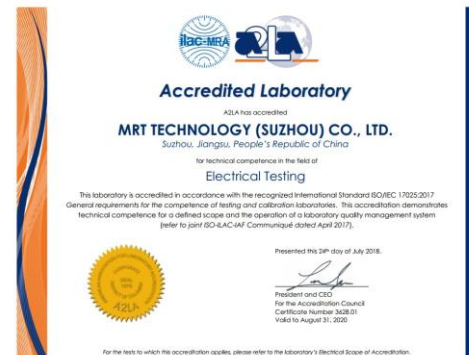 ilac-MRA
A2LA
Accredited Laboratory
A2LA has accredited
MRT TECHNOLOGY (SUZHOU) CO., LTD.
Suzhou, Jiangsu, People's Republic of China
for technical competence in the field of
Electrical Testing
This laboratory is accredited in accordance with the recognized International Standard ISO/IEC 17025:2017
General requirements for the competence of testing and calibration laboratories. This accreditation demonstrates
technical competence for a defined scope and the operation of a laboratory quality management system
(refer to joint ISO-ILAC-IAF Communiqué dated April 2017).
Presented this 24th day of July 2018.
President and CEO
For the Accreditation Council
Certificate Number 3628.01
Valid to August 31, 2020
SEAL
1978
A2LA
For the tests to which this accreditation applies, please refer to the laboratory's Electrical Scope of Accreditation.